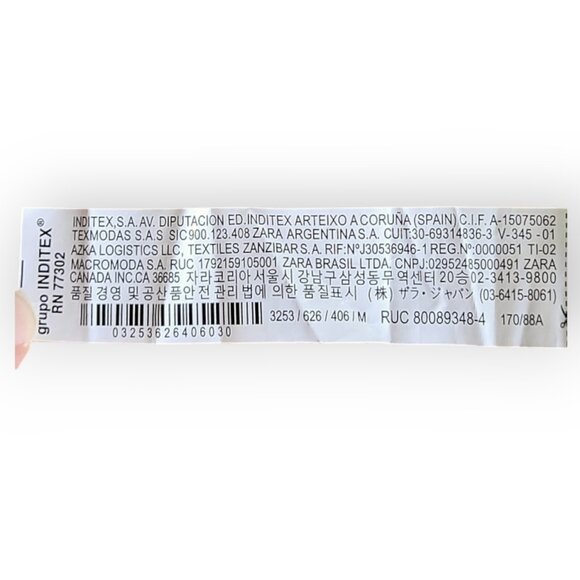 grupo INDITEX®
RN 77302
INDITEX,S.A. AV. DIPUTACION ED.INDITEX ARTEIXO A CORUÑA (SPAIN) C.I.F. A-15075062
TEXMODAS S.A.S SIC900.123.408 ZARA ARGENTINA S.A. CUIT:30-69314836-3 V-345 -01
AZKA LOGISTICS LLC, TEXTILES ZANZIBAR S.A. RIF:NºJ30536946-1 REG.Nº:0000051 TI-02
MACROMODA S.A. RUC 1792159105001 ZARA BRASIL LTDA. CNPJ:02952485000491 ZARA
CANADA INC.CA 36685 자라코리아 서울시 강남구삼성동무역센터 20층02-3413-9800
품질 경영 및공산품안전 관리 법에 의한 품질표시 (株) ザラ・ジャパン (03-6415-8061)
03253626406030
3253 / 626 / 406 / M
RUC 80089348-4
170/88A